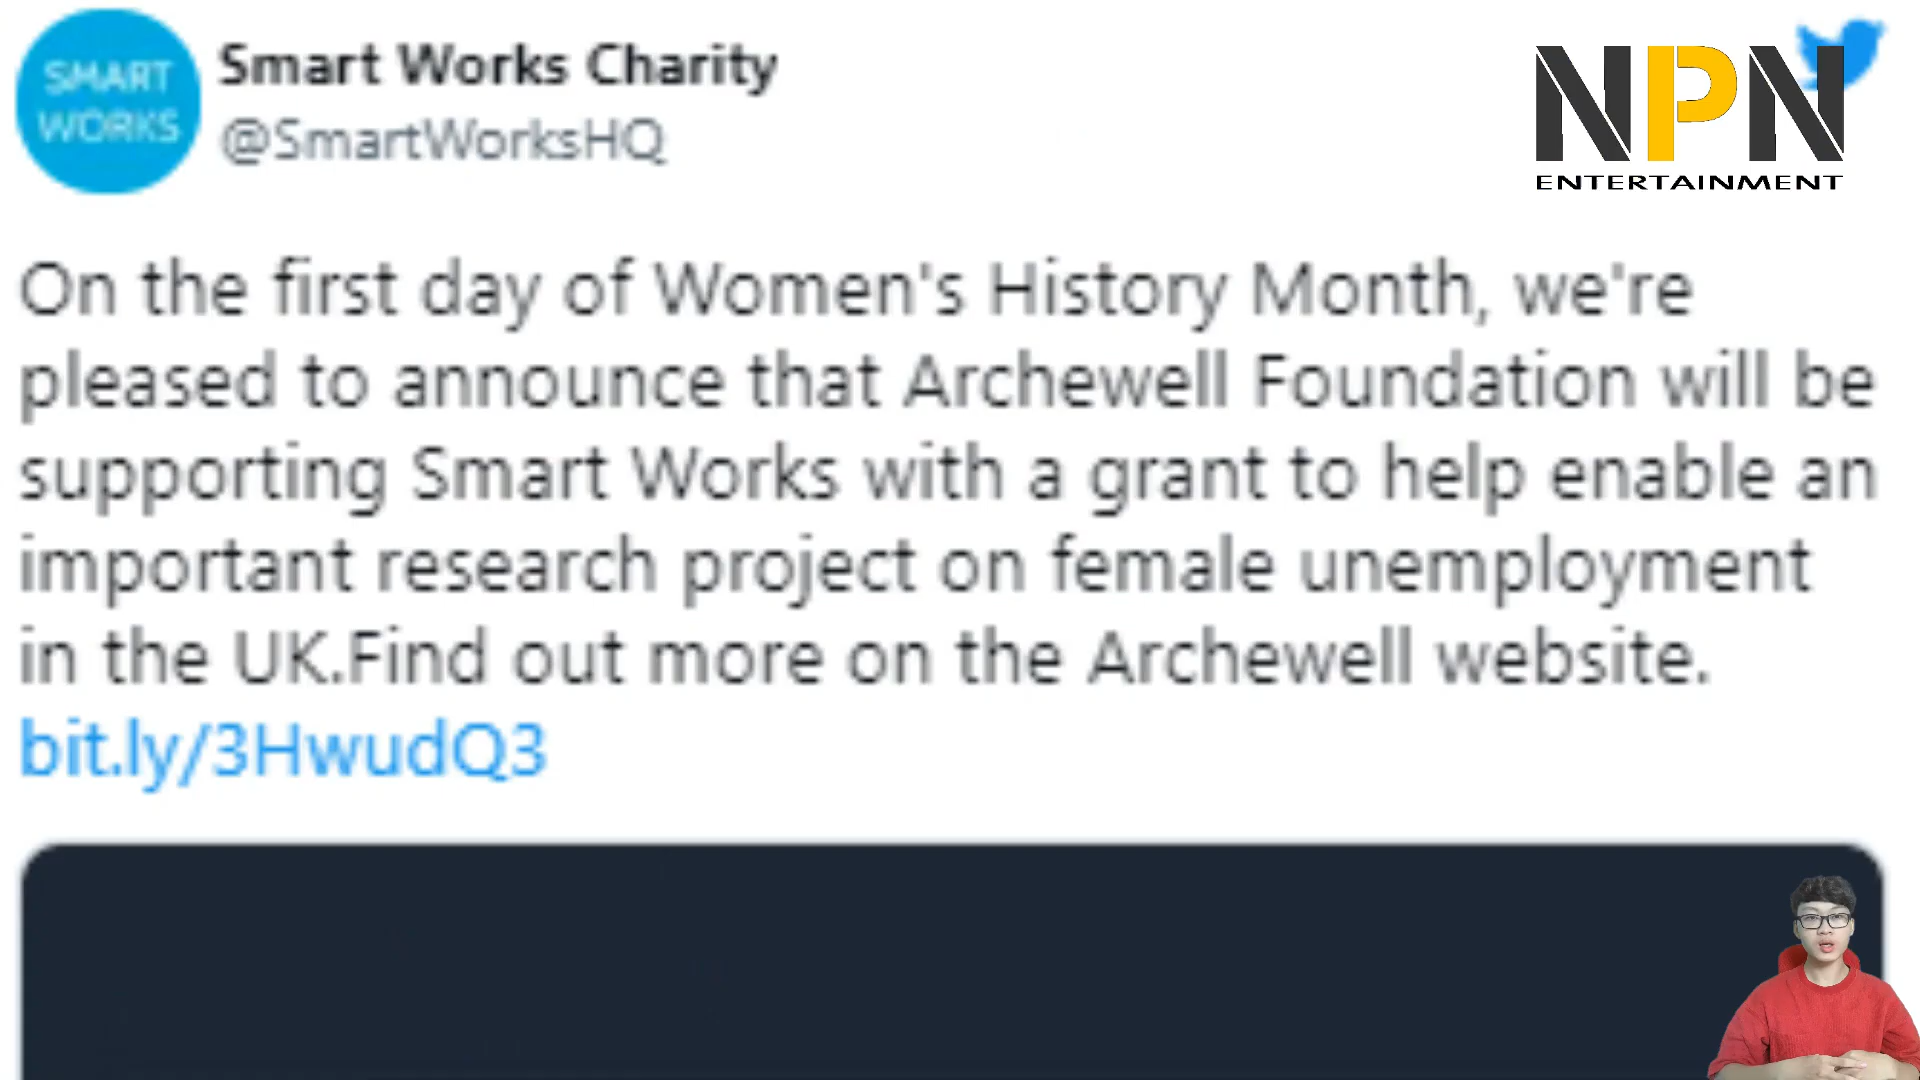 SMART
WORKS
Smart Works Charity
@SmartWorksHQ
NPN
ENTERTAINMENT
On the first day of Women's History Month, we're
pleased to announce that Archewell Foundation will be
supporting Smart Works with a grant to help enable an
important research project on female unemployment
in the UK.Find out more on the Archewell website.
bit.ly/3HwudQ3